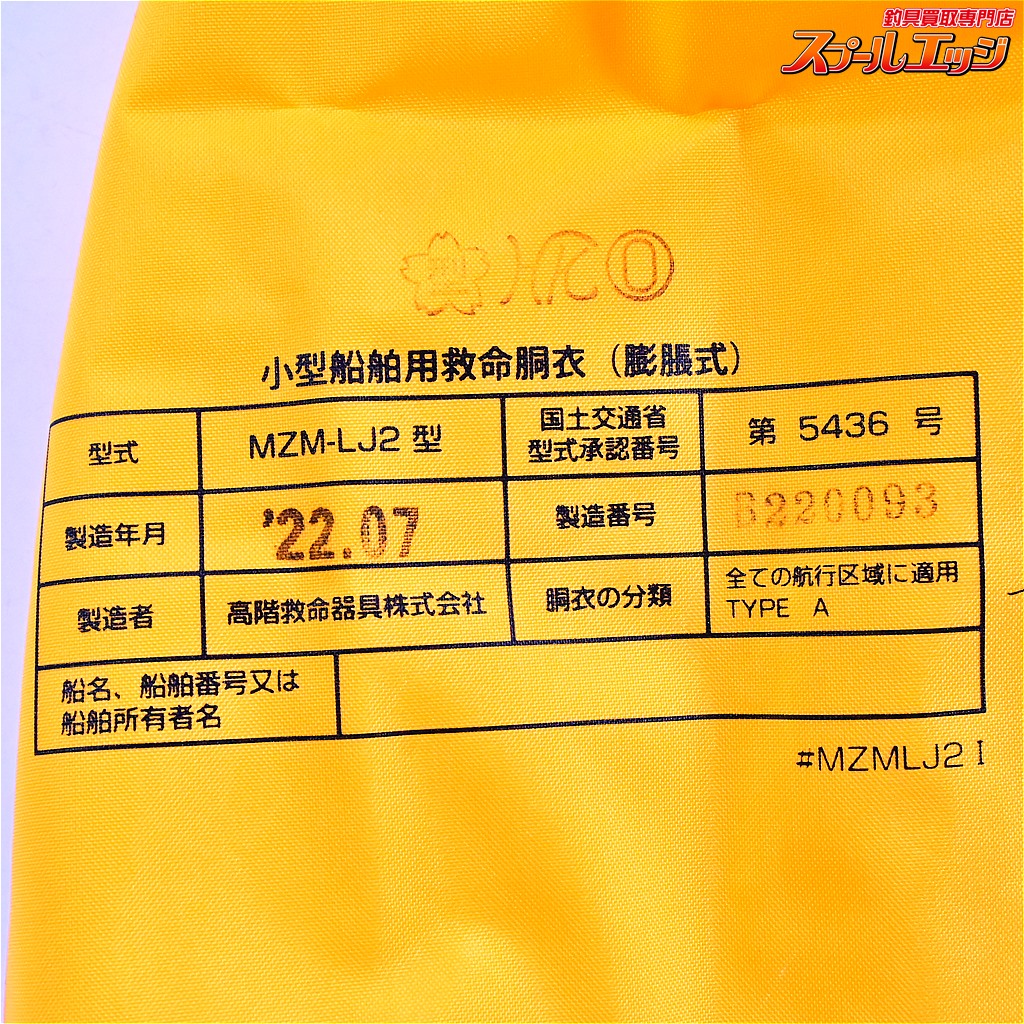 釣具買取専門店
スプールエッジ
小型船舶用救命胴衣（膨脹式）
型式
MZM-LJ2 型
国土交通省
型式承認番号
第 5436 号
製造年月
'22.07
製造番号
B220093
製造者
高階救命器具株式会社
胴衣の分類
全ての航行区域に適用
TYPE A
船名、船舶番号又は
船舶所有者名
#MZMLJ2 I